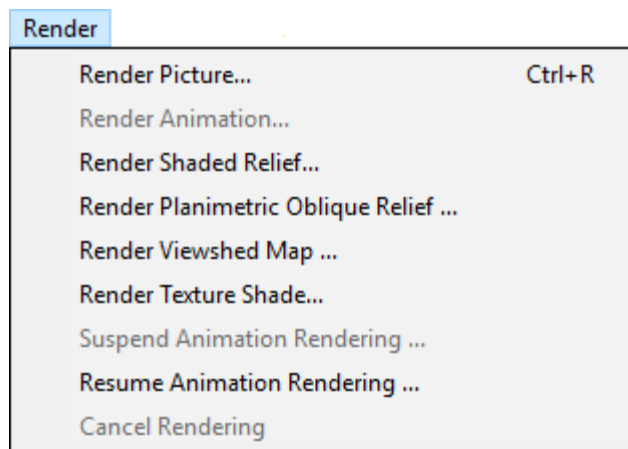 Render
Render Picture... Ctrl+R
Render Animation...
Render Shaded Relief...
Render Planimetric Oblique Relief ...
Render Viewshed Map ...
Render Texture Shade...
Suspend Animation Rendering ...
Resume Animation Rendering ...
Cancel Rendering